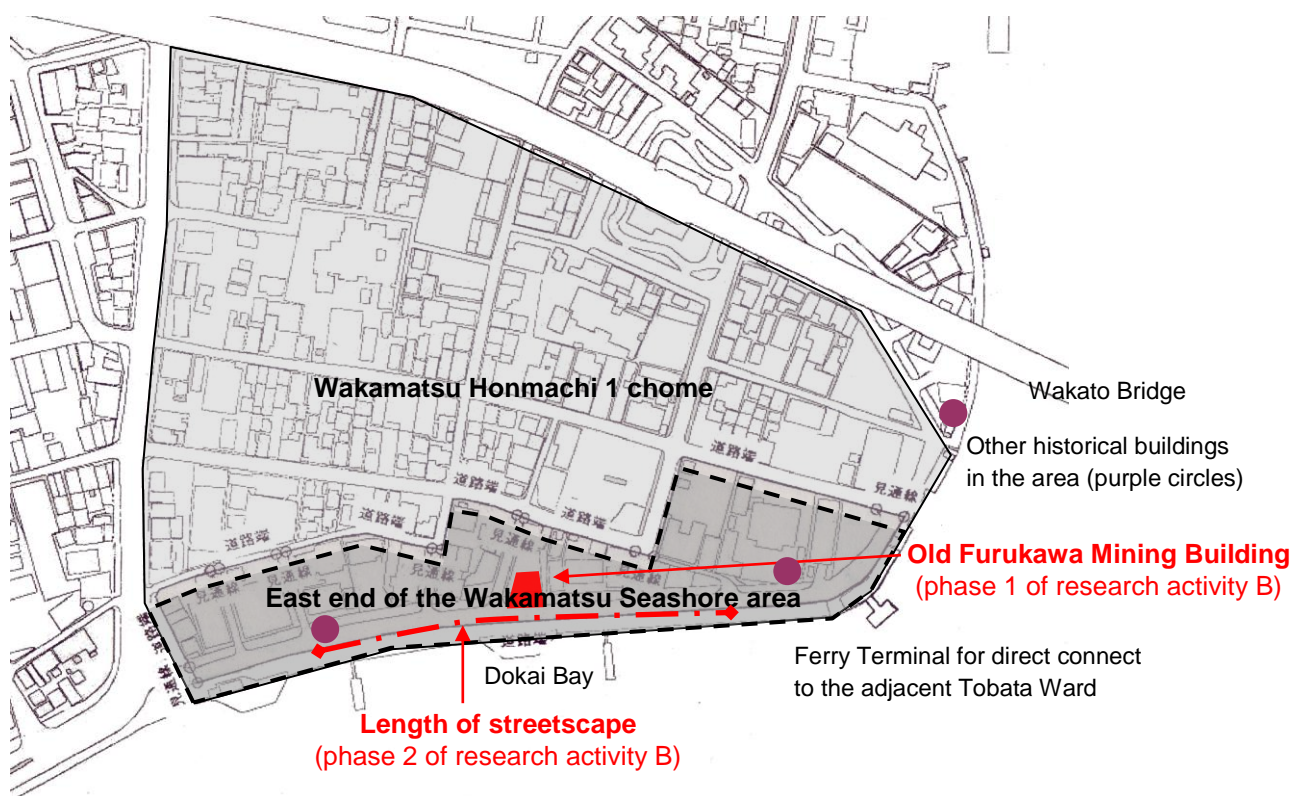 Wakamatsu Honmachi 1 chome
Wakato Bridge
Other historical buildings
in the area (purple circles)
道路端
見通線
道路端
道路端
道路端
見通線
道路端
見通線
見通線
見通線
見通線
Old Furukawa Mining Building
(phase 1 of research activity B)
East end of the Wakamatsu Seashore area
道路端
Dokai Bay
Ferry Terminal for direct connect
to the adjacent Tobata Ward
Length of streetscape
(phase 2 of research activity B)